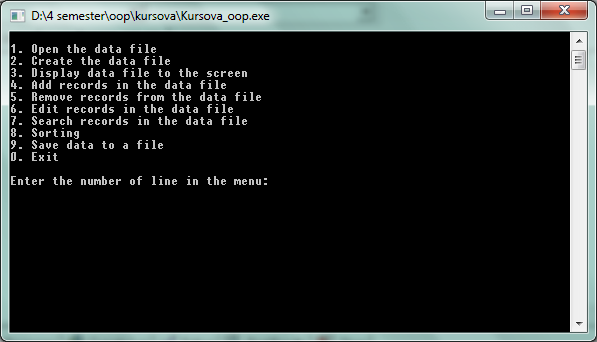 D:\4 semester\oop\kursova\Kursova_oop.exe
1. Open the data file
2. Create the data file
3. Display data file to the screen
4. Add records in the data file
5. Remove records from the data file
6. Edit records in the data file
7. Search records in the data file
8. Sorting
9. Save data to a file
0. Exit
Enter the number of line in the menu: